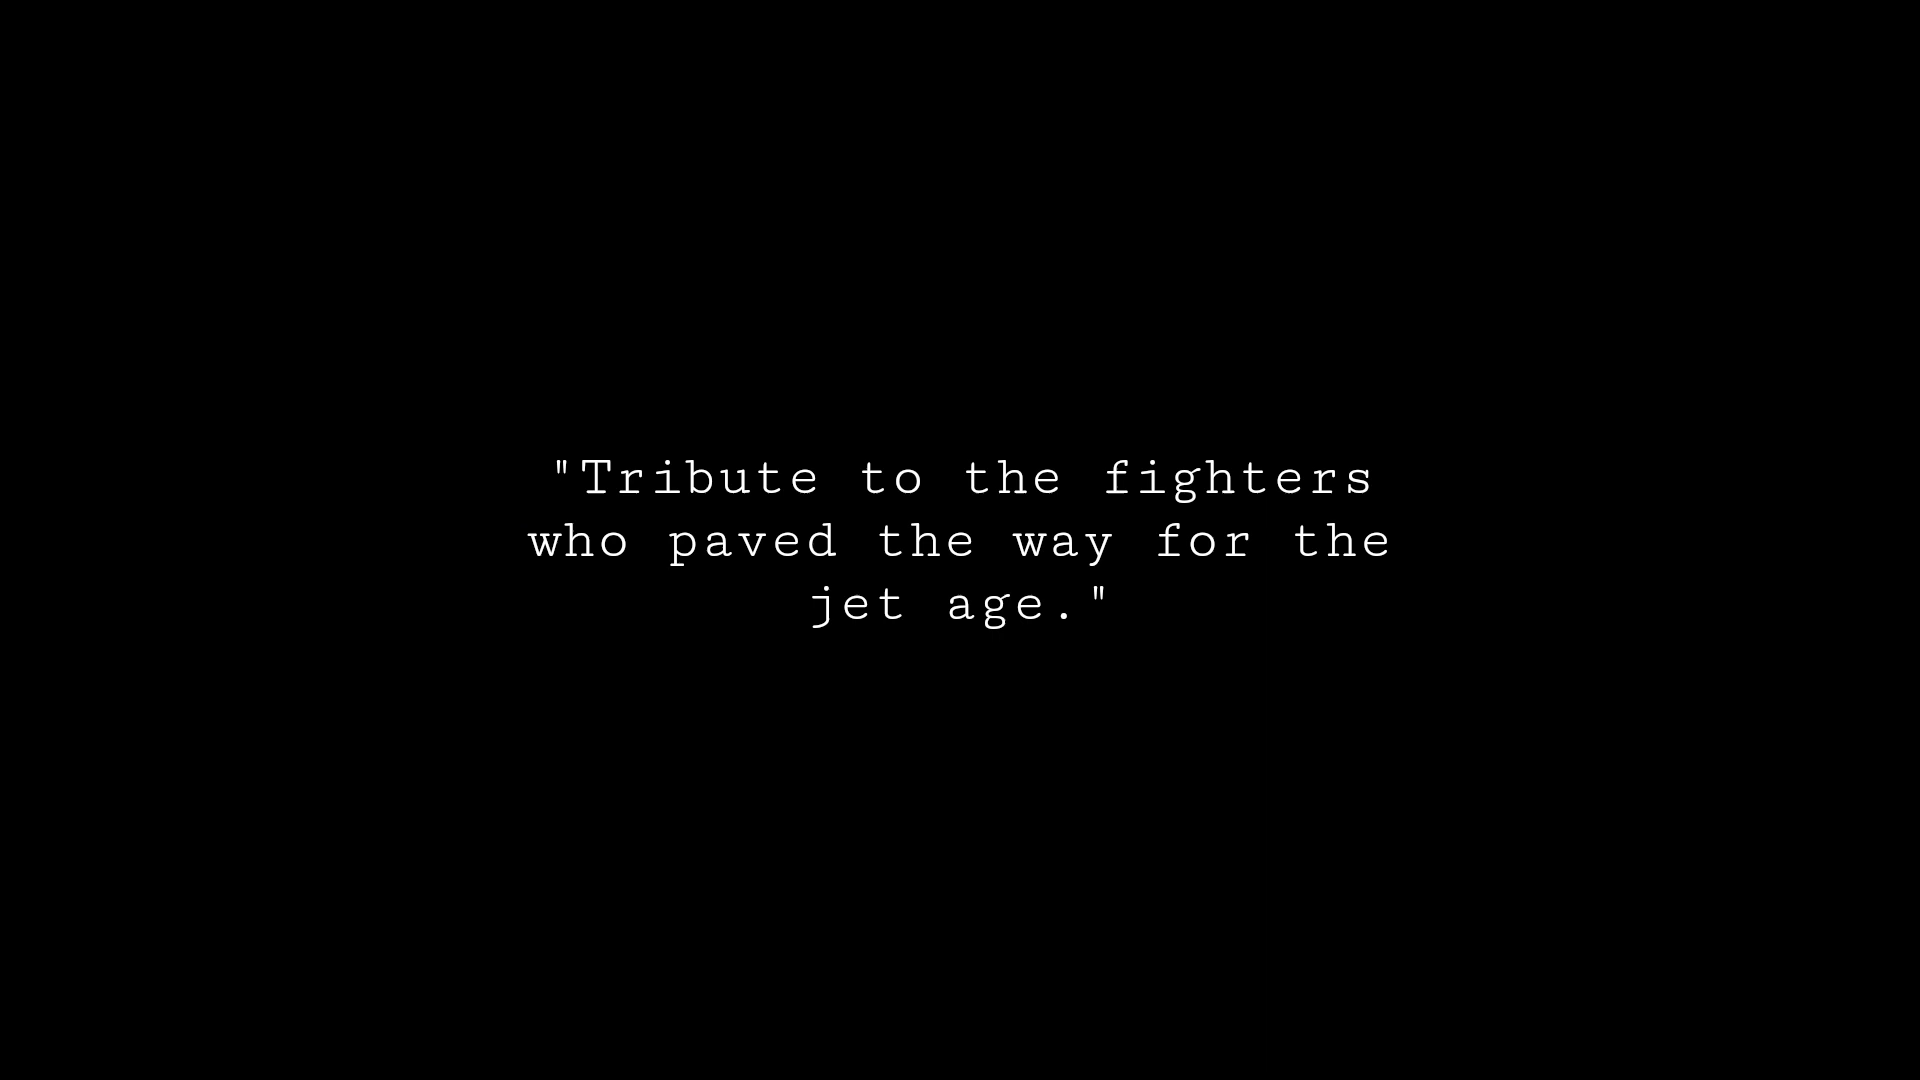 "Tribute to the fighters
who paved the way for the
jet age."